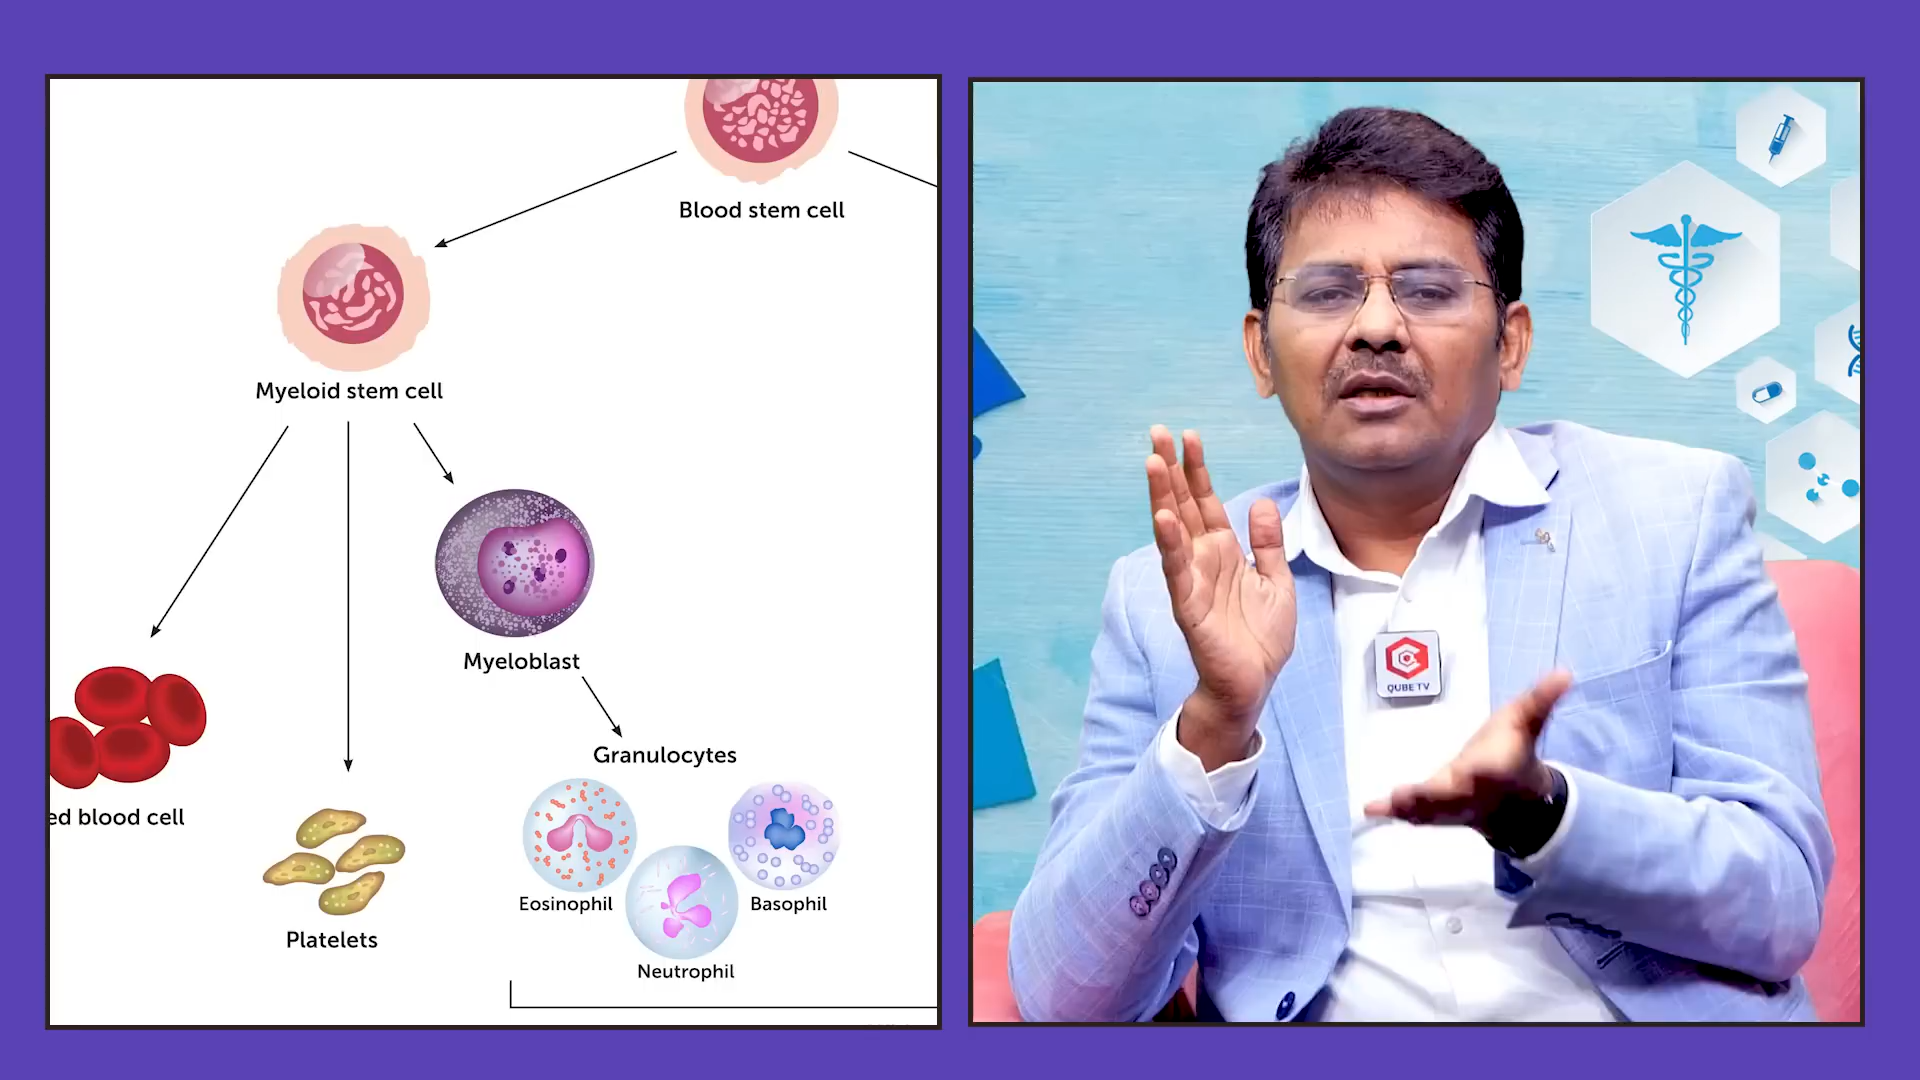 Blood stem cell
Myeloid stem cell
Myeloblast
Granulocytes
ed blood cell
Eosinophil
Basophil
Platelets
Neutrophil
QUBE TV